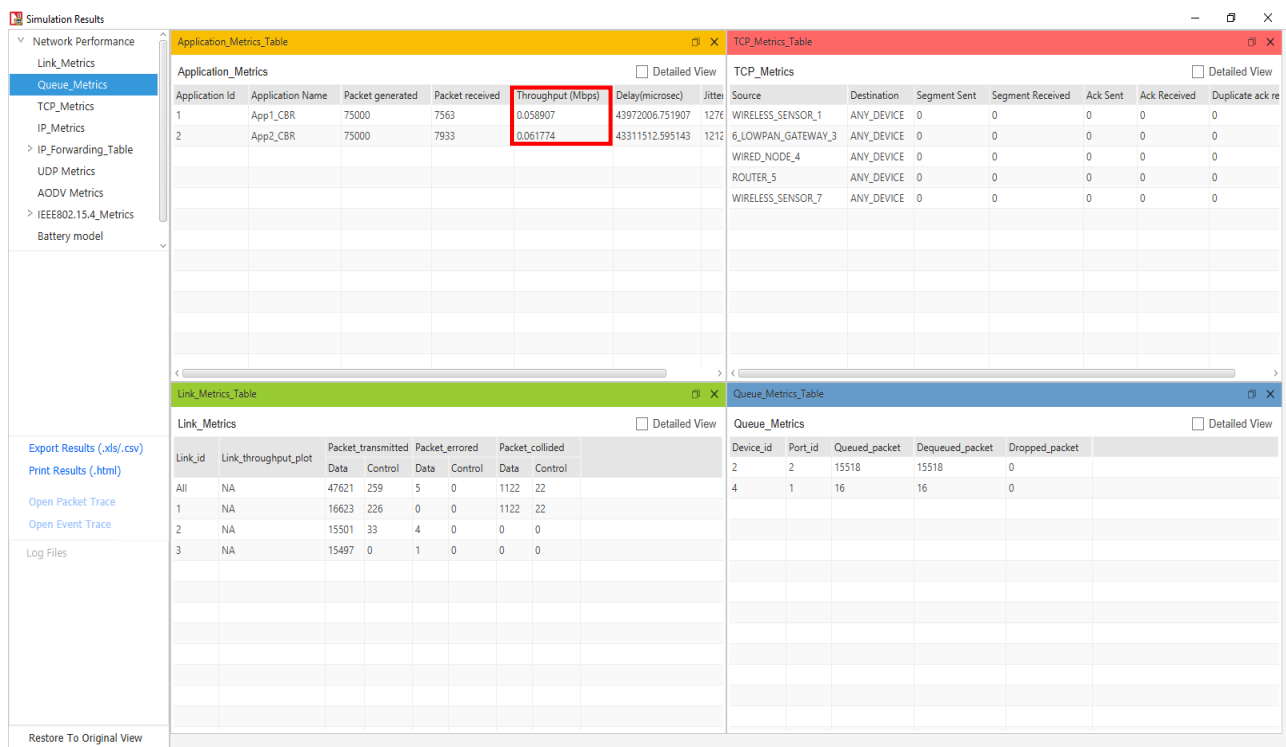 Simulation Results
Network Performance
Link_Metrics
Queue_Metrics
TCP_Metrics
IP_Metrics
IP_Forwarding_Table
UDP Metrics
AODV Metrics
IEEE802.15.4_Metrics
Battery model
Export Results (.xls/.csv)
Print Results (.html)
Open Packet Trace
Open Event Trace
Log Files
Restore To Original View
Application_Metrics_Table
Application_Metrics Detailed View
Application Id Application Name Packet generated Packet received Throughput (Mbps) Delay(microsec) Jitter
1 App1_CBR 75000 7563 0.058907 43972006.751907 1276
2 App2_CBR 75000 7933 0.061774 43311512.595143 1212
TCP_Metrics_Table
TCP_Metrics Detailed View
Source Destination Segment Sent Segment Received Ack Sent Ack Received Duplicate ack re
WIRELESS_SENSOR_1 ANY_DEVICE 0 0 0 0 0
6_LOWPAN_GATEWAY_3 ANY_DEVICE 0 0 0 0 0
WIRED_NODE_4 ANY_DEVICE 0 0 0 0 0
ROUTER_5 ANY_DEVICE 0 0 0 0 0
WIRELESS_SENSOR_7 ANY_DEVICE 0 0 0 0 0
Link_Metrics_Table
Link_Metrics Detailed View
Link_id Link_throughput_plot Packet_transmitted Packet_errored Packet_collided
Data Control Data Control Data Control
All NA 47621 259 5 0 1122 22
1 NA 16623 226 0 0 1122 22
2 NA 15501 33 4 0 0 0
3 NA 15497 0 1 0 0 0
Queue_Metrics_Table
Queue_Metrics Detailed View
Device_id Port_id Queued_packet Dequeued_packet Dropped_packet
2 2 15518 15518 0
4 1 16 16 0